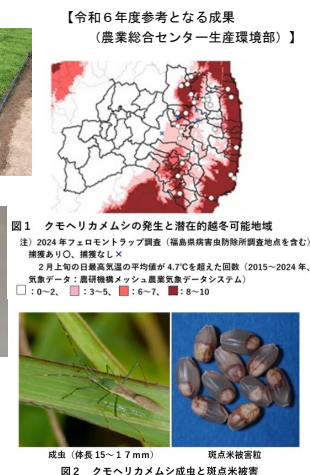 【令和６年度参考となる成果
（農業総合センター生産環境部）】
図１　クモヘリカメムシの発生と潜在的越冬可能地域
注）2024 年フェロモントラップ調査（福島県病害虫防除所調査地点を含む）
捕獲あり〇、捕獲なし×
２月上旬の日最高気温の平均値が 4.7℃を超えた回数（2015～2024 年、
気象データ：農研機構メッシュ農業気象データシステム）
：0～2、　：3～5、　：6～7、　：8～10
成虫（体長 15～１７mm）
斑点米被害粒
図２　クモヘリカメムシ成虫と斑点米被害